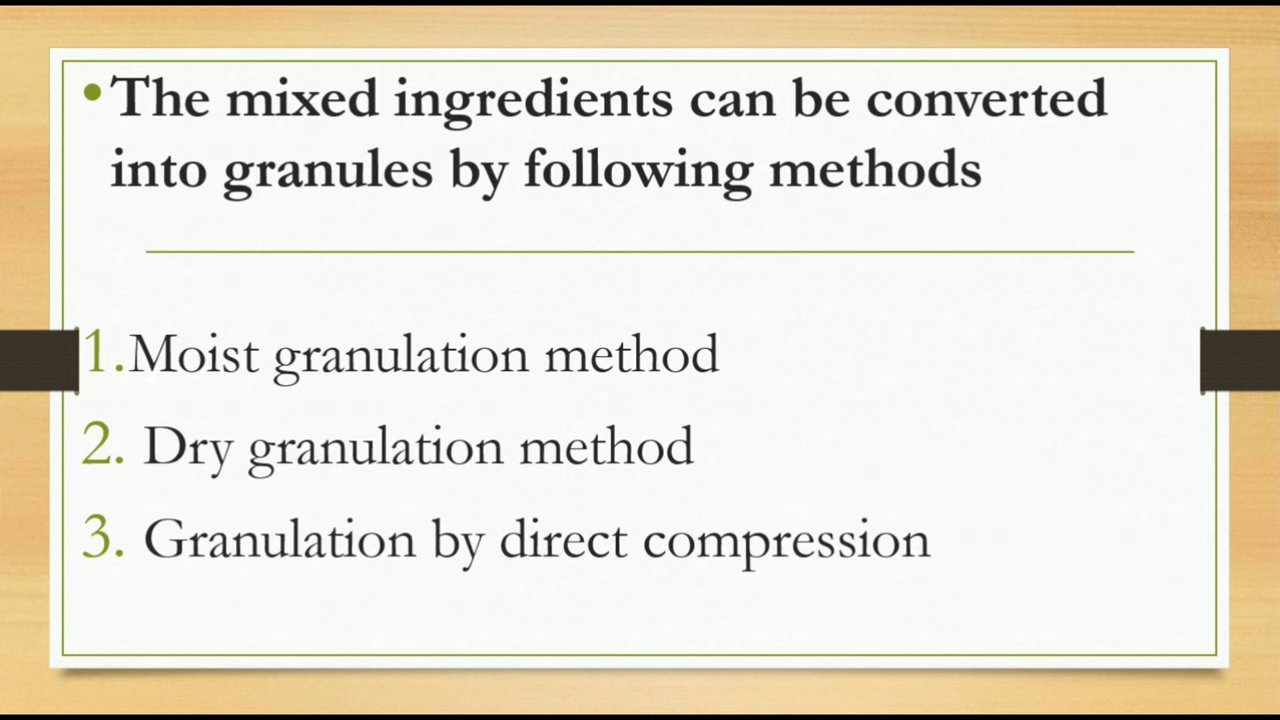 •The mixed ingredients can be converted
into granules by following methods
1.Moist granulation method
2. Dry granulation method
3. Granulation by direct compression